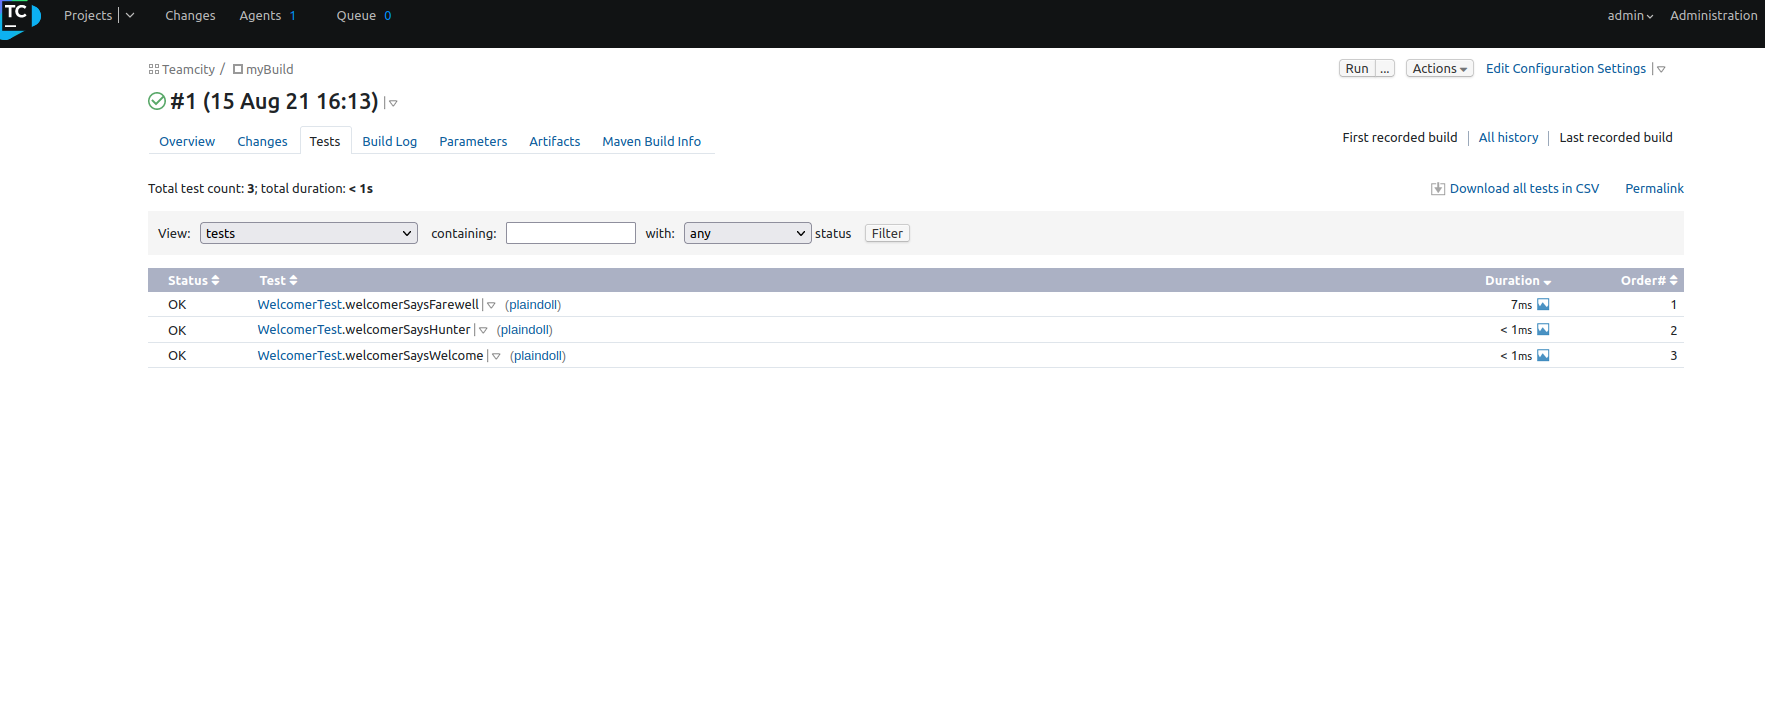 TC Projects Changes Agents 1 Queue 0 admin Administration
Teamcity / myBuild Run ... Actions Edit Configuration Settings
#1 (15 Aug 21 16:13)
Overview Changes Tests Build Log Parameters Artifacts Maven Build Info First recorded build All history Last recorded build
Total test count: 3; total duration: < 1s Download all tests in CSV Permalink
View: tests containing: with: any status Filter
Status Test Duration Order#
OK WelcomerTest.welcomerSaysFarewell (plaindoll) 7ms 1
OK WelcomerTest.welcomerSaysHunter (plaindoll) < 1ms 2
OK WelcomerTest.welcomerSaysWelcome (plaindoll) < 1ms 3